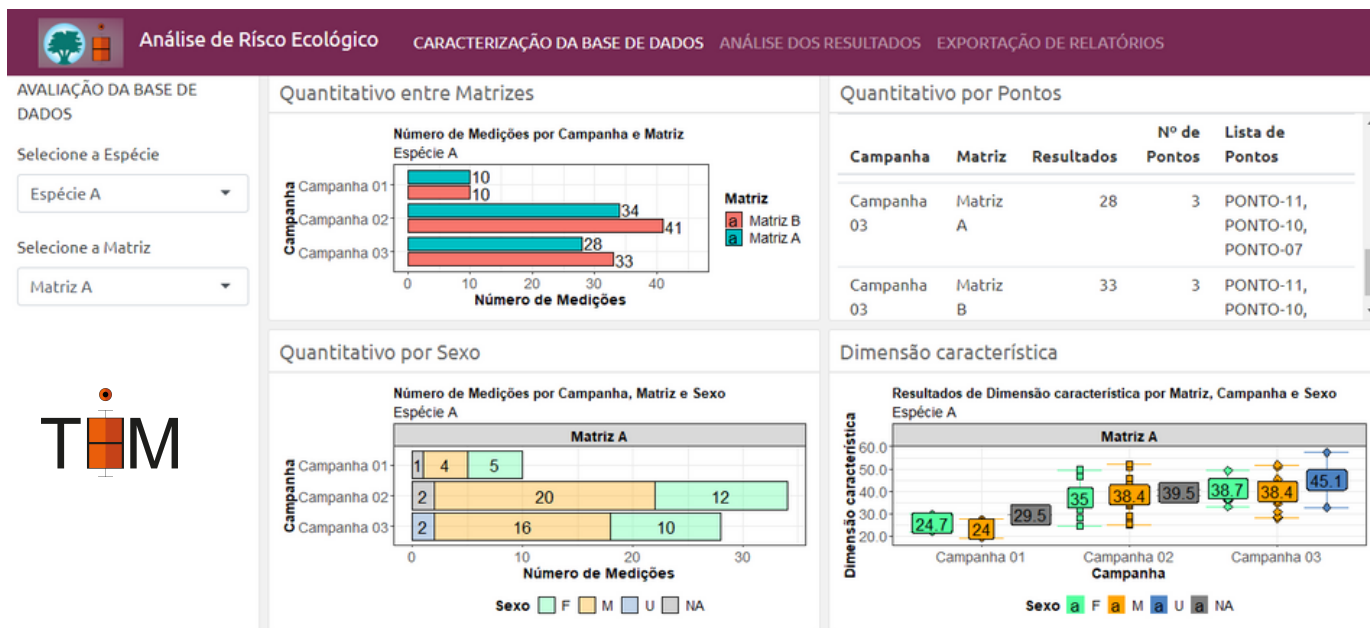 Análise de Rísco Ecológico
CARACTERIZAÇÃO DA BASE DE DADOS
ANÁLISE DOS RESULTADOS
EXPORTAÇÃO DE RELATÓRIOS
AVALIAÇÃO DA BASE DE
DADOS
Selecione a Espécie
Espécie A
Selecione a Matriz
Matriz A
TIM
Quantitativo entre Matrizes
Número de Medições por Campanha e Matriz
Espécie A
Campanha
Campanha 01
10
10
Campanha 02
34
41
Campanha 03
28
33
0 10 20 30 40
Número de Medições
Matriz
a Matriz B
a Matriz A
Quantitativo por Pontos
Nº de Lista de
Campanha Matriz Resultados Pontos Pontos
Campanha Matriz 28 3 PONTO-11,
03 A PONTO-10,
PONTO-07
Campanha Matriz 33 3 PONTO-11,
03 B PONTO-10,
Quantitativo por Sexo
Número de Medições por Campanha, Matriz e Sexo
Espécie A
Matriz A
Campanha
Campanha 01 1 4 5
Campanha 02 2 20 12
Campanha 03 2 16 10
0 10 20 30
Número de Medições
Sexo F M U NA
Dimensão característica
Resultados de Dimensão característica por Matriz, Campanha e Sexo
Espécie A
Matriz A
Dimensão característica
60.0
50.0
40.0
30.0
20.0
24.7 24 29.5 35 38.4 39.5 38.7 38.4 45.1
Campanha 01 Campanha 02 Campanha 03
Campanha
Sexo a F a M a U a NA